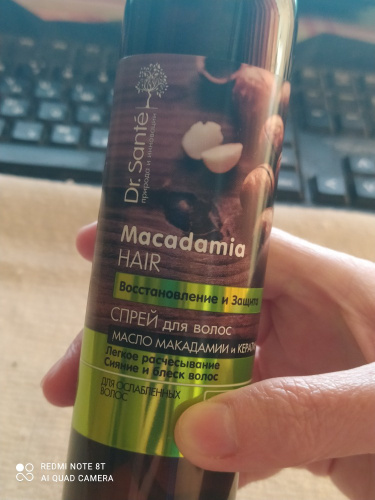 Dr. Santé
природа и инновации
Macadamia
HAIR
Восстановление и Защита
СПРЕЙ для волос
МАСЛО МАКАДАМИИ и
Легкое расчесывание
Сияние и блеск волос
ДЛЯ ОСЛАБЛЕННЫХ
ВОЛОС
REDMI NOTE 8T
AI QUAD CAMERA